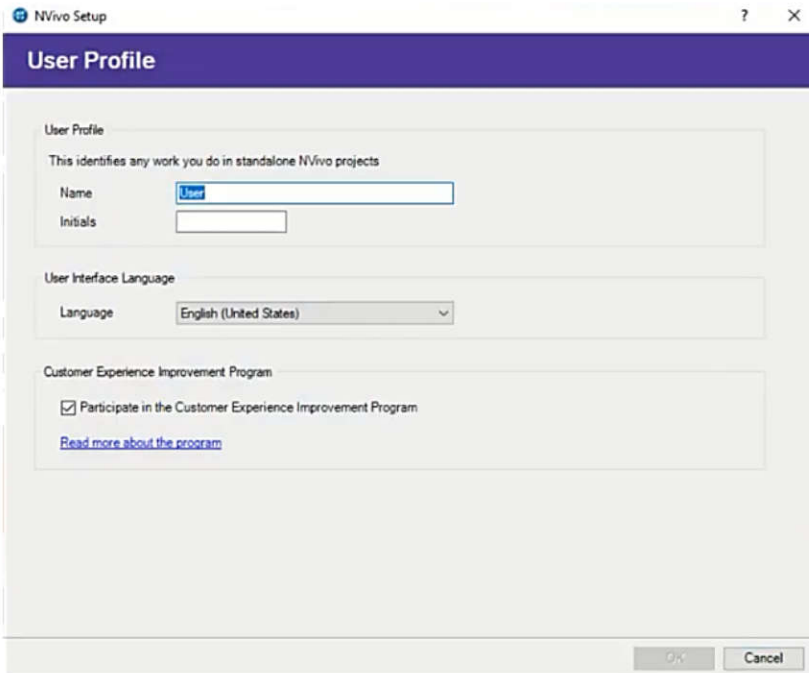 NVivo Setup
User Profile
User Profile
This identifies any work you do in standalone NVivo projects
Name User
Initials
User Interface Language
Language English (United States)
Customer Experience Improvement Program
Participate in the Customer Experience Improvement Program
Read more about the program
OK Cancel